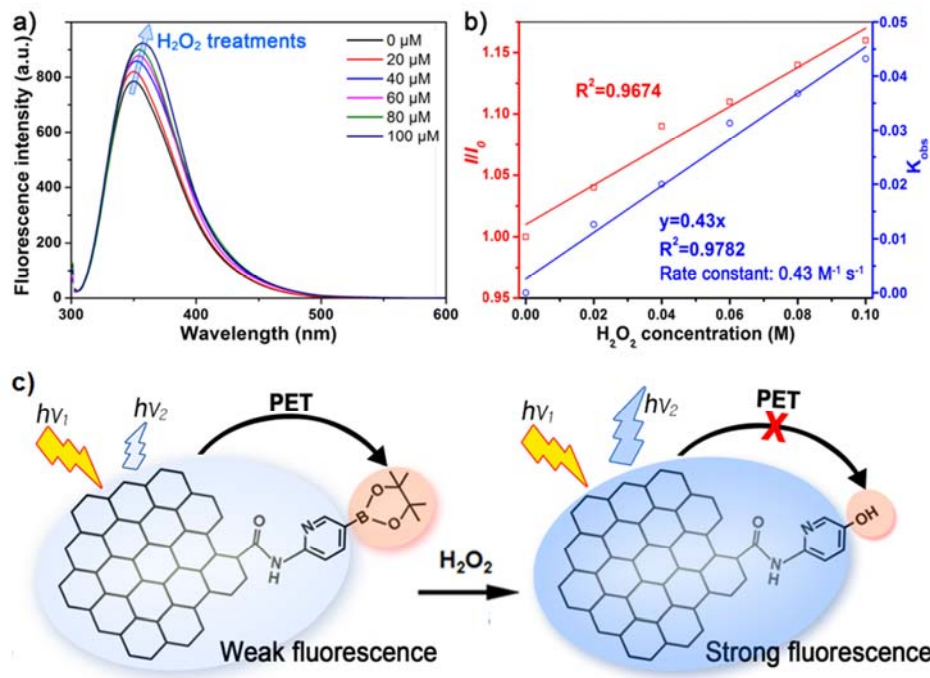 a)
H₂O₂ treatments
0 μM
20 μM
40 μM
60 μM
80 μM
100 μM
Fluorescence intensity (a.u.)
900
600
300
0
300
400
500
600
Wavelength (nm)
b)
I/I₀
1.15
1.10
1.05
1.00
0.95
R²=0.9674
y=0.43x
R²=0.9782
Rate constant: 0.43 M⁻¹ s⁻¹
0.05
0.04
0.03
0.02
0.01
0.00
K_obs
0.00
0.02
0.04
0.06
0.08
0.10
H₂O₂ concentration (M)
c)
hν₁
hν₂
PET
O
N
H
N
B
O
O
Weak fluorescence
H₂O₂
hν₁
hν₂
PET
X
O
N
H
N
OH
Strong fluorescence